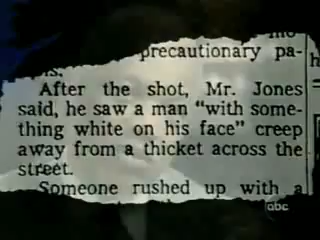 precautionary pa-
After the shot, Mr. Jones
said, he saw a man "with some-
thing white on his face" creep
away from a thicket across the
street.
Someone rushed up with a
abc